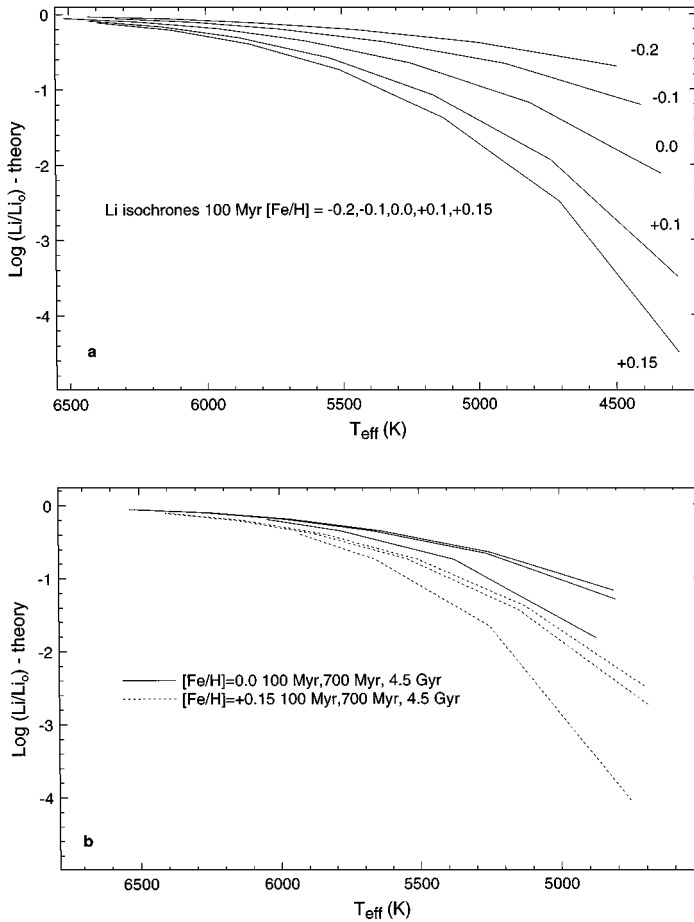 0
-1
-2
-3
-4
Log (Li/Liₒ) - theory
-0.2
-0.1
0.0
+0.1
+0.15
Li isochrones 100 Myr [Fe/H] = -0.2,-0.1,0.0,+0.1,+0.15
a
6500 6000 5500 5000 4500
Teff (K)
0
-1
-2
-3
-4
Log (Li/Liₒ) - theory
[Fe/H]=0.0 100 Myr,700 Myr, 4.5 Gyr
[Fe/H]=+0.15 100 Myr,700 Myr, 4.5 Gyr
b
6500 6000 5500 5000
Teff (K)